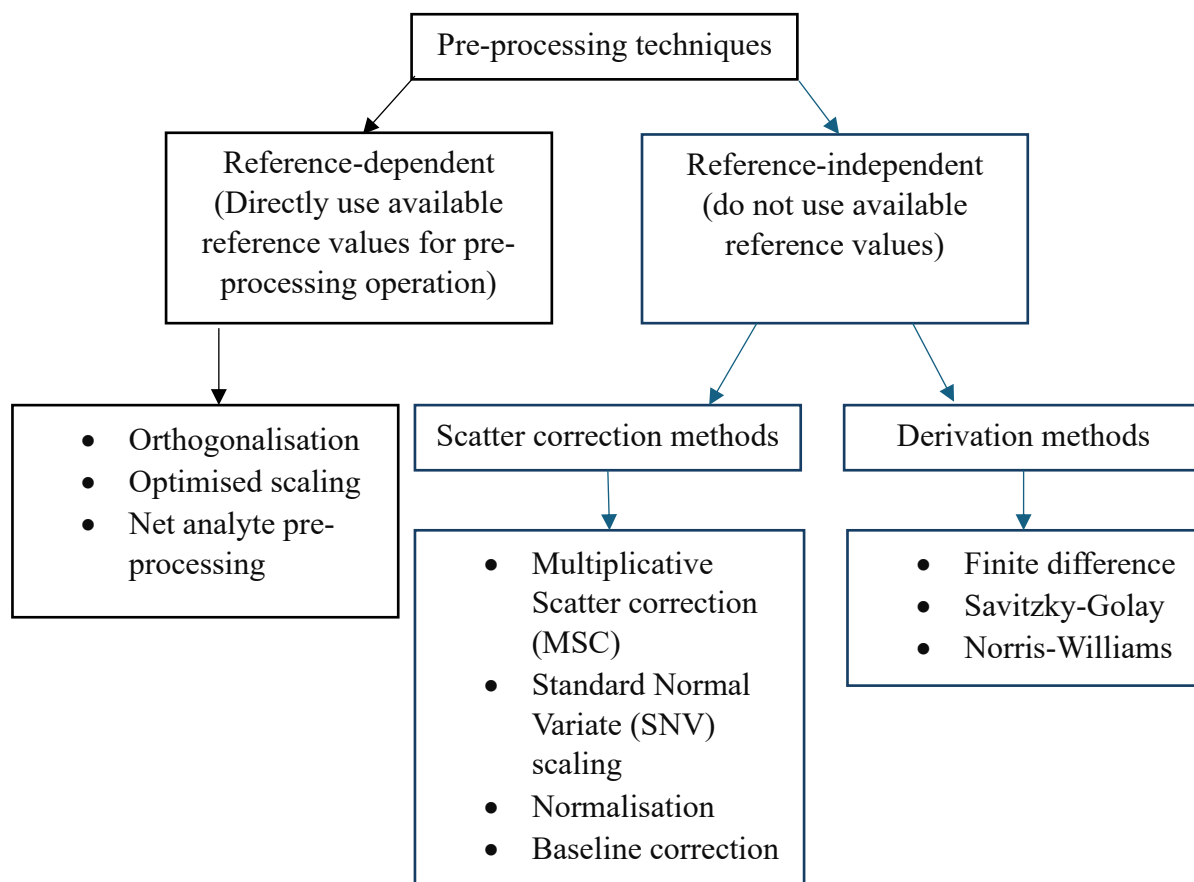 Pre-processing techniques
Reference-dependent
(Directly use available
reference values for pre-
processing operation)
Reference-independent
(do not use available
reference values)
• Orthogonalisation
• Optimised scaling
• Net analyte pre-
processing
Scatter correction methods
• Multiplicative
Scatter correction
(MSC)
• Standard Normal
Variate (SNV)
scaling
• Normalisation
• Baseline correction
Derivation methods
• Finite difference
• Savitzky-Golay
• Norris-Williams